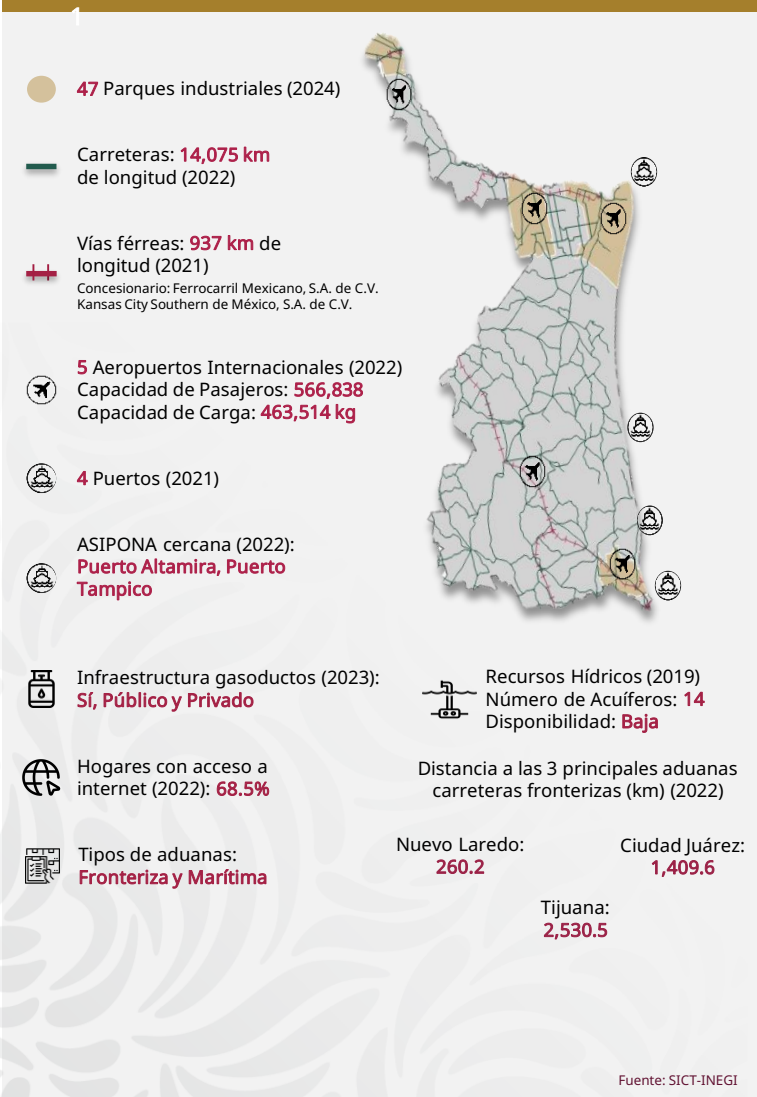 1
47 Parques industriales (2024)
Carreteras: 14,075 km
de longitud (2022)
Vías férreas: 937 km de
longitud (2021)
Concesionario: Ferrocarril Mexicano, S.A. de C.V.
Kansas City Southern de México, S.A. de C.V.
5 Aeropuertos Internacionales (2022)
Capacidad de Pasajeros: 566,838
Capacidad de Carga: 463,514 kg
4 Puertos (2021)
ASIPONA cercana (2022):
Puerto Altamira, Puerto
Tampico
Infraestructura gasoductos (2023):
Sí, Público y Privado
Hogares con acceso a
internet (2022): 68.5%
Tipos de aduanas:
Fronteriza y Marítima
Recursos Hídricos (2019)
Número de Acuíferos: 14
Disponibilidad: Baja
Distancia a las 3 principales aduanas
carreteras fronterizas (km) (2022)
Nuevo Laredo:
260.2
Ciudad Juárez:
1,409.6
Tijuana:
2,530.5
Fuente: SICT-INEGI